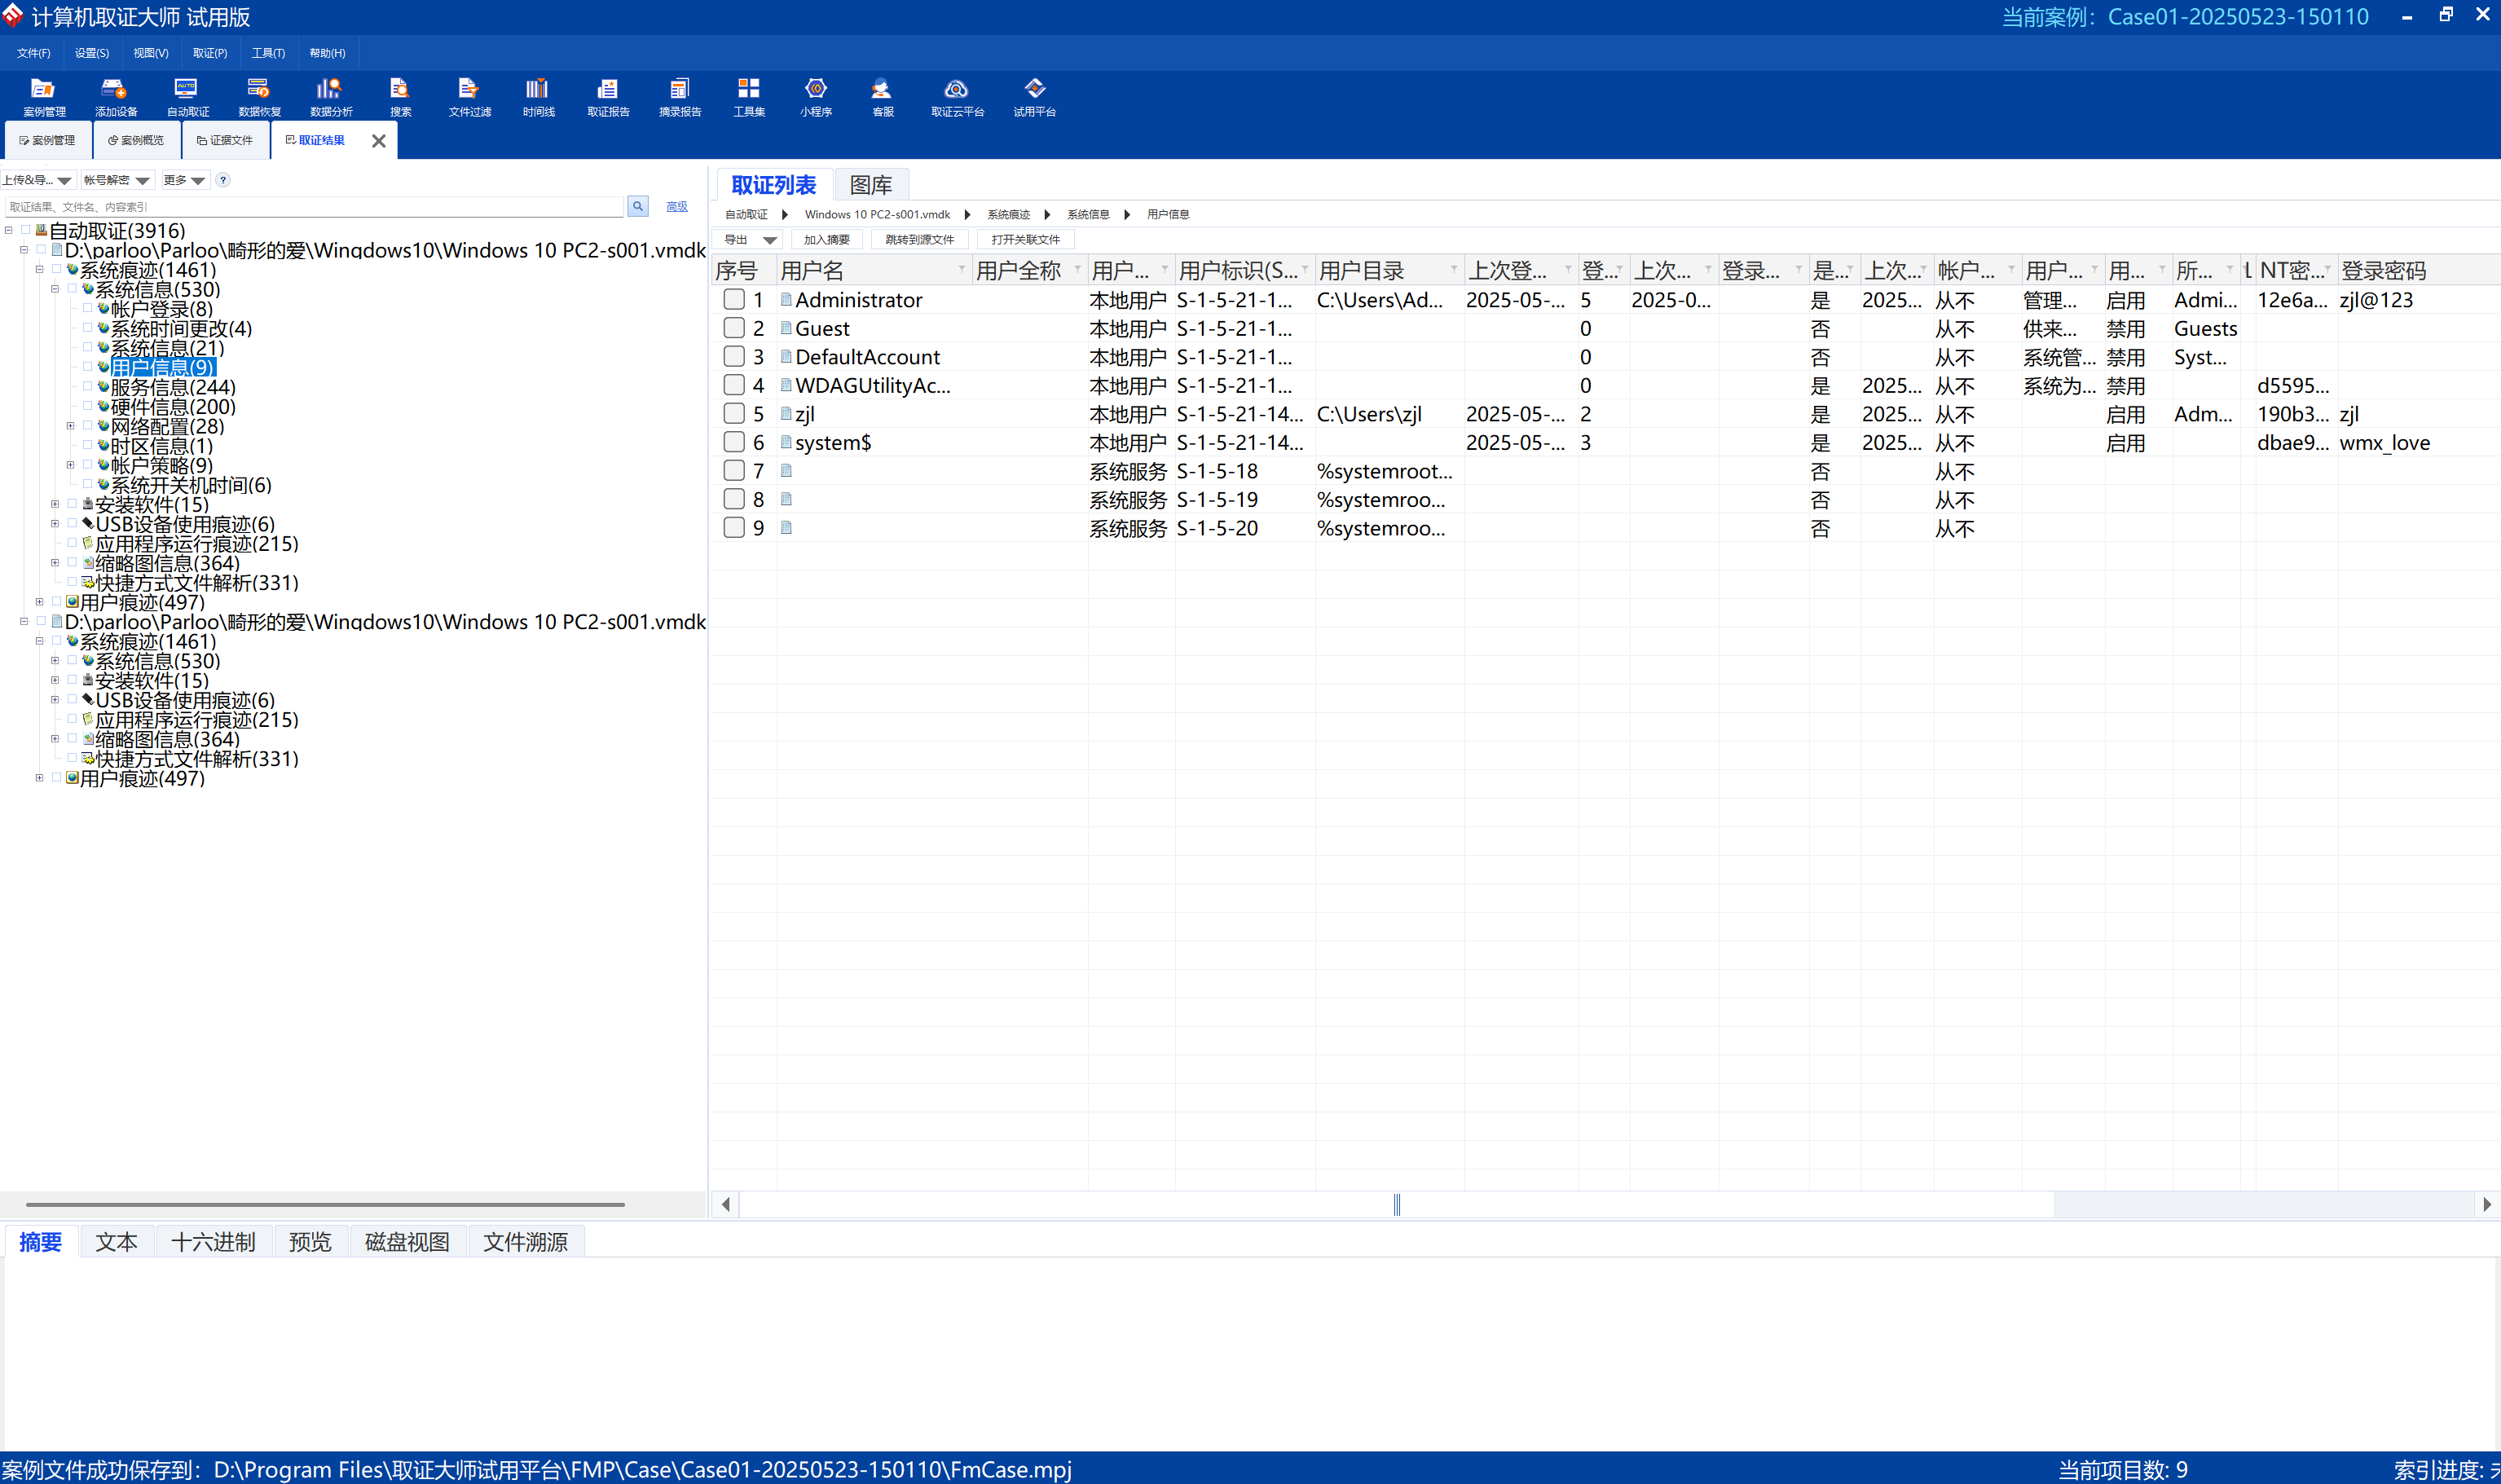 计算机取证大师 试用版
当前案例：Case01-20250523-150110
文件(F) 设置(S) 视图(V) 取证(P) 工具(T) 帮助(H)
案例管理 添加设备 自动取证 数据恢复 数据分析 搜索 文件过滤 时间线 取证报告 摘录报告 工具集 小程序 客服 取证云平台 试用平台
案例管理 案例概览 证据文件 取证结果
上传&导... 帐号解密 更多 ?
取证结果、文件名、内容索引 高级
自动取证(3916)
D:\parloo\Parloo\畸形的爱\Wingdows10\Windows 10 PC2-s001.vmdk
系统痕迹(1461)
系统信息(530)
帐户登录(8)
系统时间更改(4)
系统信息(21)
用户信息(9)
服务信息(244)
硬件信息(200)
网络配置(28)
时区信息(1)
帐户策略(9)
系统开关机时间(6)
安装软件(15)
USB设备使用痕迹(6)
应用程序运行痕迹(215)
缩略图信息(364)
快捷方式文件解析(331)
用户痕迹(497)
D:\parloo\Parloo\畸形的爱\Wingdows10\Windows 10 PC2-s001.vmdk
系统痕迹(1461)
系统信息(530)
安装软件(15)
USB设备使用痕迹(6)
应用程序运行痕迹(215)
缩略图信息(364)
快捷方式文件解析(331)
用户痕迹(497)
取证列表 图库
自动取证 Windows 10 PC2-s001.vmdk 系统痕迹 系统信息 用户信息
导出 加入摘要 跳转到源文件 打开关联文件
序号 用户名 用户全称 用户... 用户标识(S... 用户目录 上次登... 登... 上次... 登录... 是... 上次... 帐户... 用户... 用... 所... L NT密... 登录密码
1 Administrator 本地用户 S-1-5-21-1... C:\Users\Ad... 2025-05-... 5 2025-0... 是 2025... 从不 管理... 启用 Admi... 12e6a... zjl@123
2 Guest 本地用户 S-1-5-21-1... 0 否 从不 供来... 禁用 Guests
3 DefaultAccount 本地用户 S-1-5-21-1... 0 否 从不 系统管... 禁用 Syst...
4 WDAGUtilityAc... 本地用户 S-1-5-21-1... 0 是 2025... 从不 系统为... 禁用 d5595...
5 zjl 本地用户 S-1-5-21-14... C:\Users\zjl 2025-05-... 2 是 2025... 从不 启用 Adm... 190b3... zjl
6 system$ 本地用户 S-1-5-21-14... 2025-05-... 3 是 2025... 从不 启用 dbae9... wmx_love
7 系统服务 S-1-5-18 %systemroot... 否 从不
8 系统服务 S-1-5-19 %systemroo... 否 从不
9 系统服务 S-1-5-20 %systemroo... 否 从不
摘要 文本 十六进制 预览 磁盘视图 文件溯源
案例文件成功保存到：D:\Program Files\取证大师试用平台\FMP\Case\Case01-20250523-150110\FmCase.mpj
当前项目数: 9 索引进度: